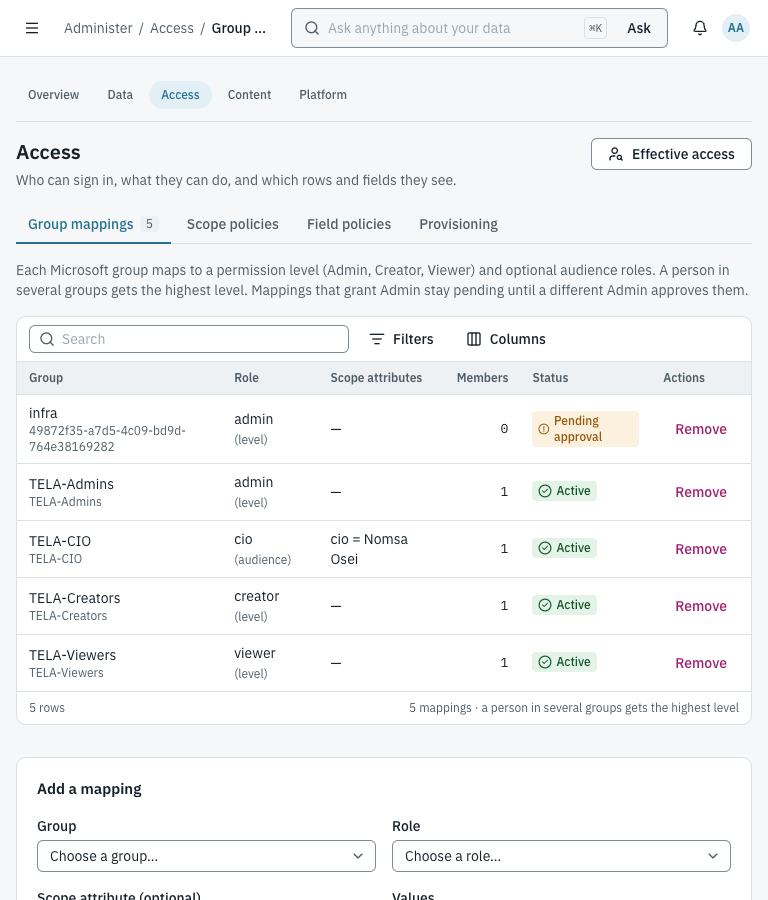 Administer / Access / Group ...
Ask anything about your data
⌘K
Ask
AA
Overview
Data
Access
Content
Platform
Access
Effective access
Who can sign in, what they can do, and which rows and fields they see.
Group mappings 5
Scope policies
Field policies
Provisioning
Each Microsoft group maps to a permission level (Admin, Creator, Viewer) and optional audience roles. A person in
several groups gets the highest level. Mappings that grant Admin stay pending until a different Admin approves them.
Search
Filters
Columns
Group Role Scope attributes Members Status Actions
infra
49872f35-a7d5-4c09-bd9d-
764e38169282
admin
(level)
—
0
Pending
approval
Remove
TELA-Admins
TELA-Admins
admin
(level)
—
1
Active
Remove
TELA-CIO
TELA-CIO
cio
(audience)
cio = Nomsa
Osei
1
Active
Remove
TELA-Creators
TELA-Creators
creator
(level)
—
1
Active
Remove
TELA-Viewers
TELA-Viewers
viewer
(level)
—
1
Active
Remove
5 rows
5 mappings · a person in several groups gets the highest level
Add a mapping
Group
Role
Choose a group...
Choose a role...
Scope attribute (optional)
Values